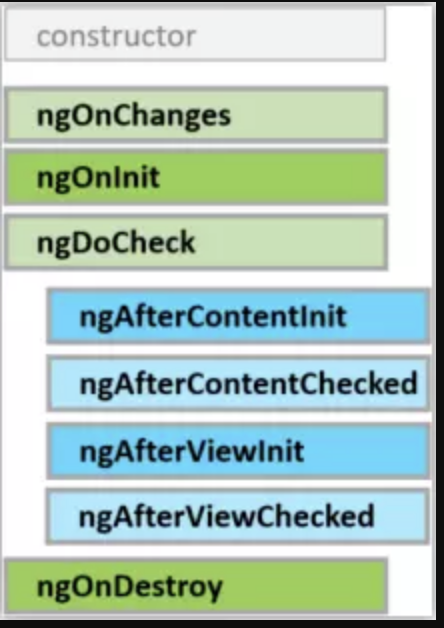 constructor
ngOnChanges
ngOnInit
ngDoCheck
ngAfterContentInit
ngAfterContentChecked
ngAfterViewInit
ngAfterViewChecked
ngOnDestroy